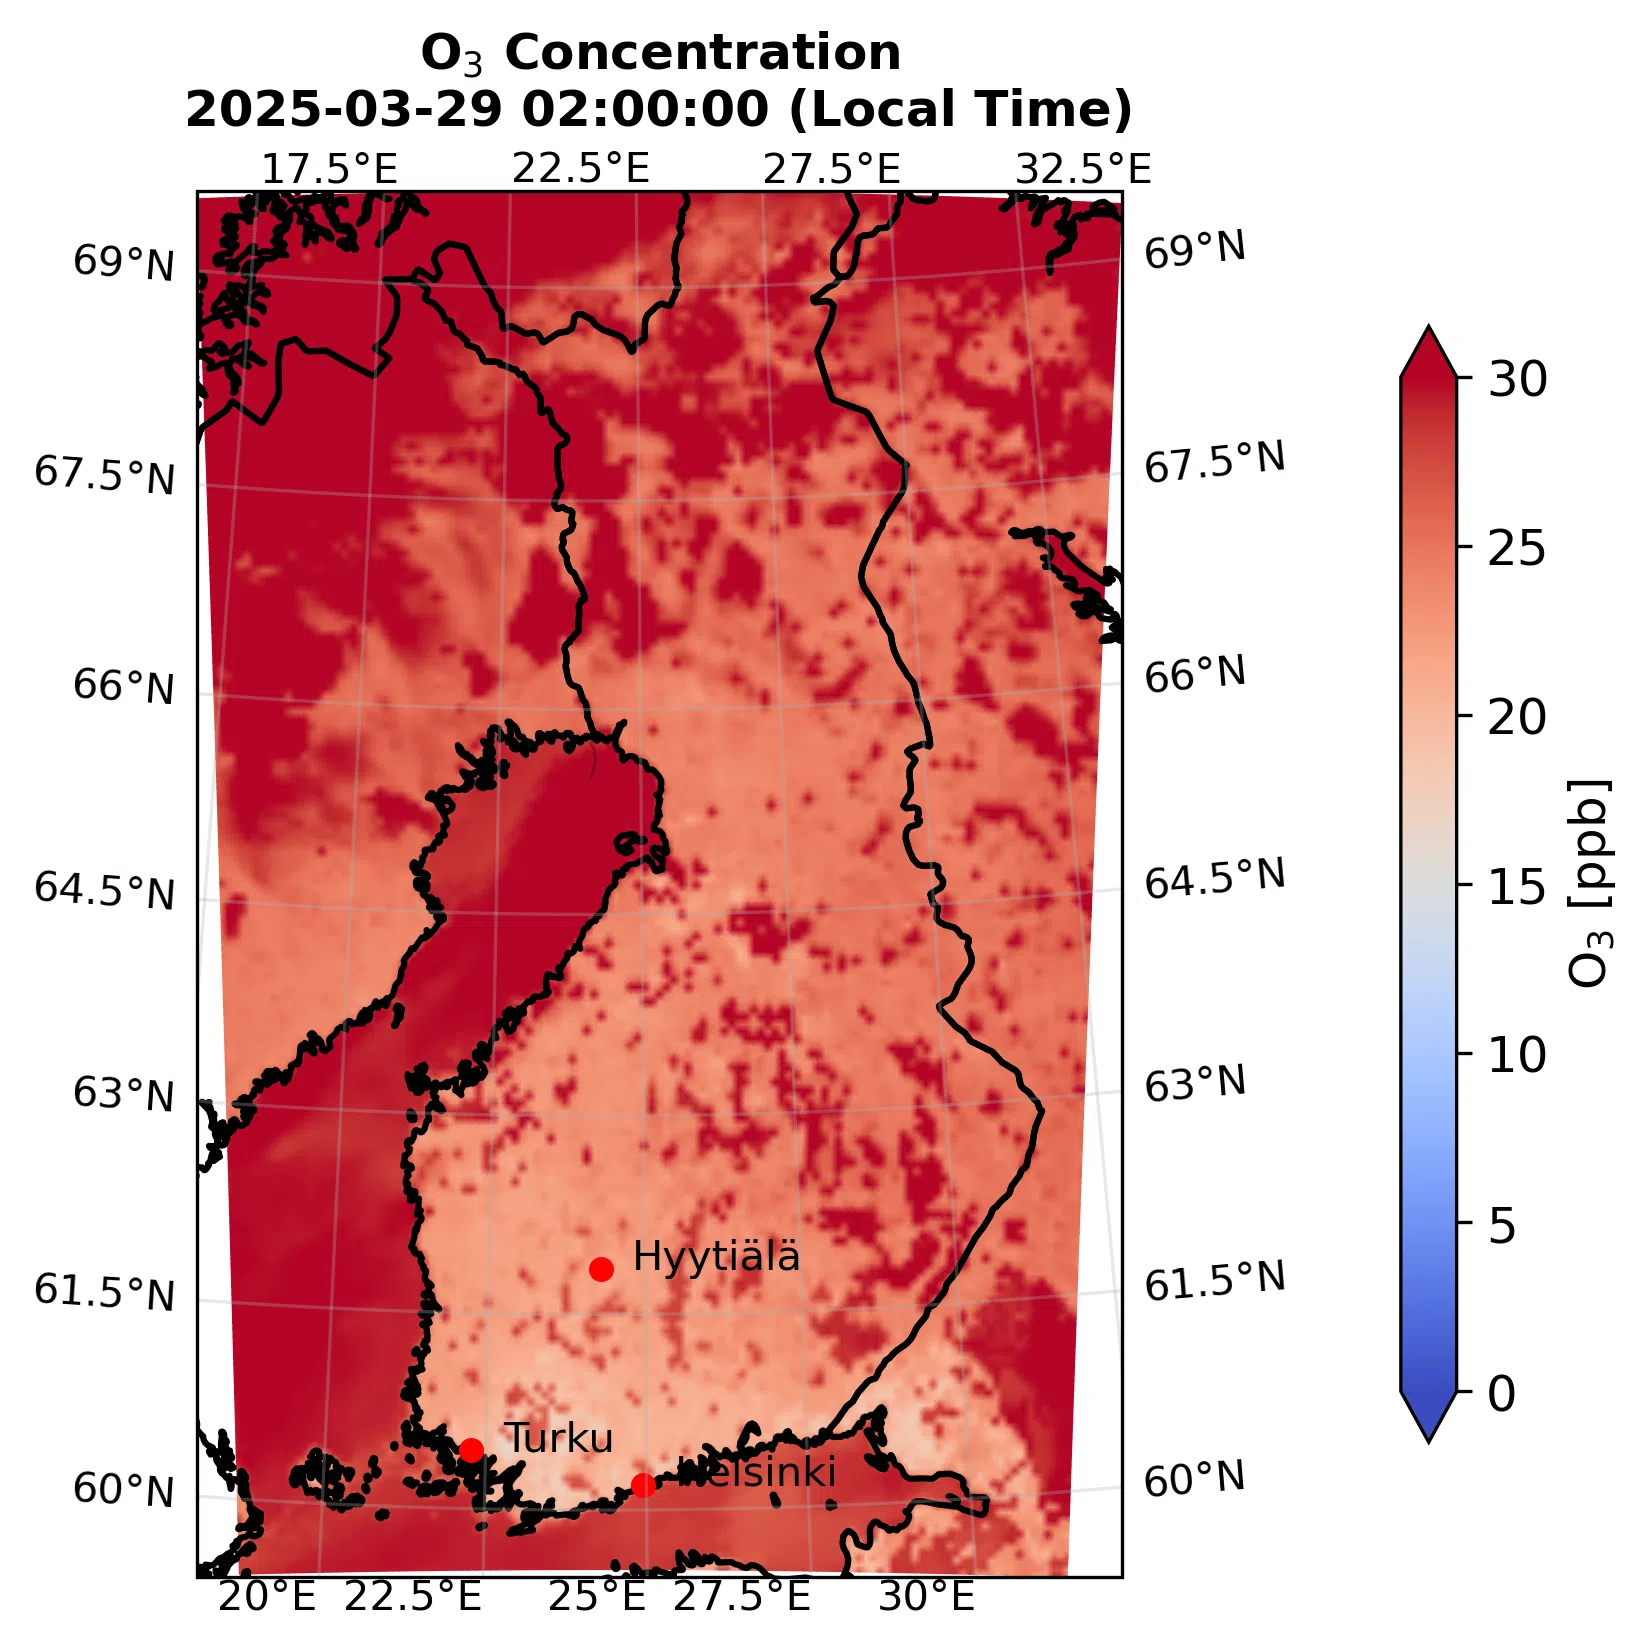 O₃ Concentration
2025-03-29 02:00:00 (Local Time)
17.5°E 22.5°E 27.5°E 32.5°E
69°N 69°N
67.5°N 67.5°N
66°N 66°N
64.5°N 64.5°N
63°N 63°N
61.5°N 61.5°N
60°N 60°N
Hyytiälä
Turku
Helsinki
20°E 22.5°E 25°E 27.5°E 30°E
30
25
20
15
10
5
0
O₃ [ppb]